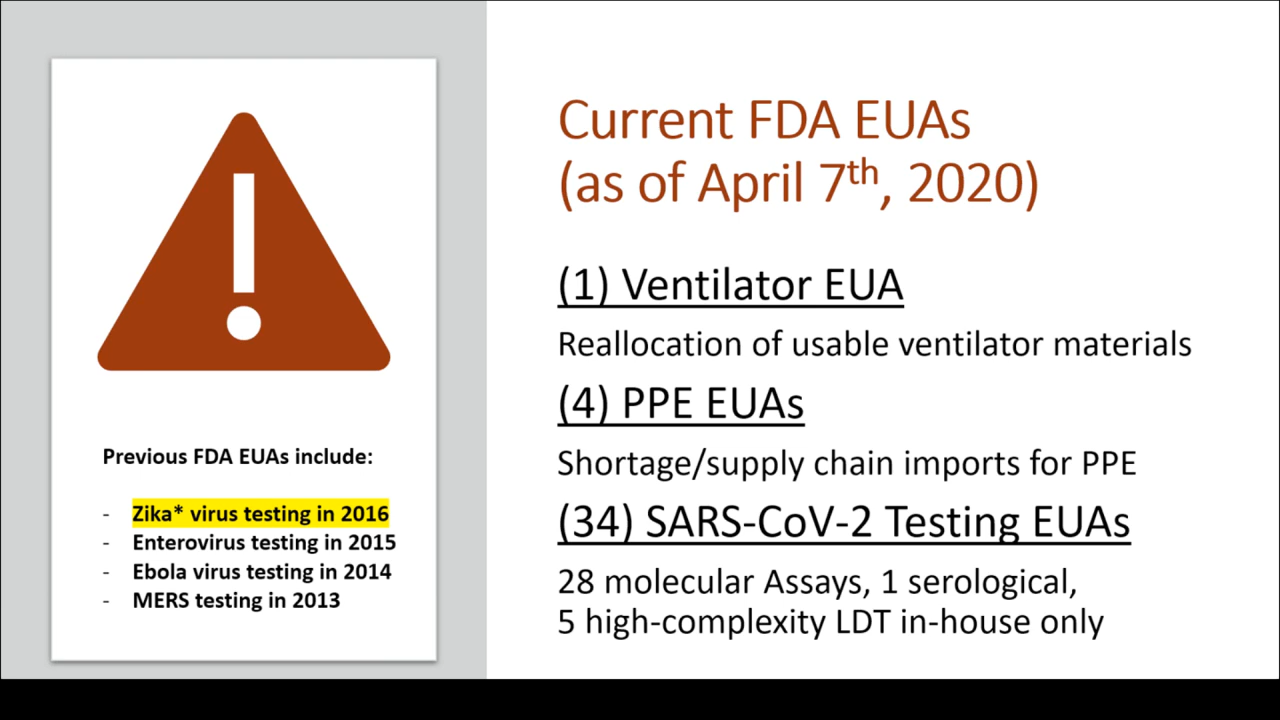 Previous FDA EUAs include:
- Zika* virus testing in 2016
- Enterovirus testing in 2015
- Ebola virus testing in 2014
- MERS testing in 2013
Current FDA EUAs
(as of April 7th, 2020)
(1) Ventilator EUA
Reallocation of usable ventilator materials
(4) PPE EUAs
Shortage/supply chain imports for PPE
(34) SARS-CoV-2 Testing EUAs
28 molecular Assays, 1 serological,
5 high-complexity LDT in-house only